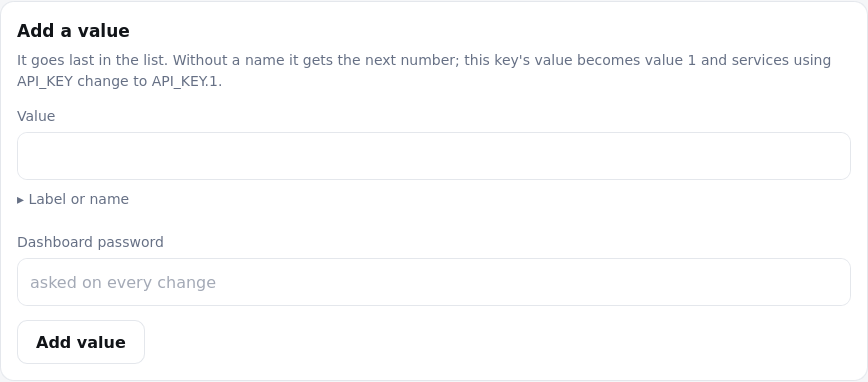 Add a value
It goes last in the list. Without a name it gets the next number; this key's value becomes value 1 and services using
API_KEY change to API_KEY.1.
Value
▸ Label or name
Dashboard password
asked on every change
Add value